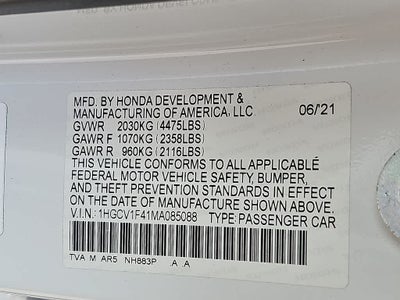 MFD. BY HONDA DEVELOPMENT &
MANUFACTURING OF AMERICA, LLC 06/21
GVWR 2030KG (4475LBS)
GAWR F 1070KG (2358LBS)
GAWR R 960KG (2116LBS)
THIS VEHICLE CONFORMS TO ALL APPLICABLE
FEDERAL MOTOR VEHICLE SAFETY, BUMPER,
AND THEFT PREVENTION STANDARDS IN EFFECT
ON THE DATE OF MANUFACTURE SHOWN ABOVE.
V.I.N.: 1HGCV1F41MA085088 TYPE: PASSENGER CAR
TVA M AR5 NH883P A A